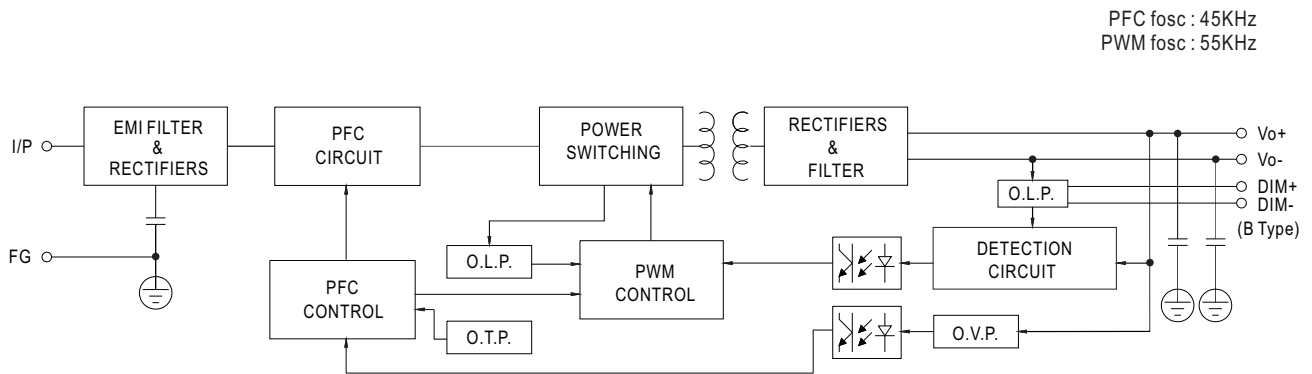 PFC fosc : 45KHz
PWM fosc : 55KHz
I/P
EMI FILTER
&
RECTIFIERS
PFC
CIRCUIT
POWER
SWITCHING
RECTIFIERS
&
FILTER
Vo+
Vo-
DIM+
DIM-
(B Type)
O.L.P.
FG
O.L.P.
PFC
CONTROL
PWM
CONTROL
DETECTION
CIRCUIT
O.T.P.
O.V.P.